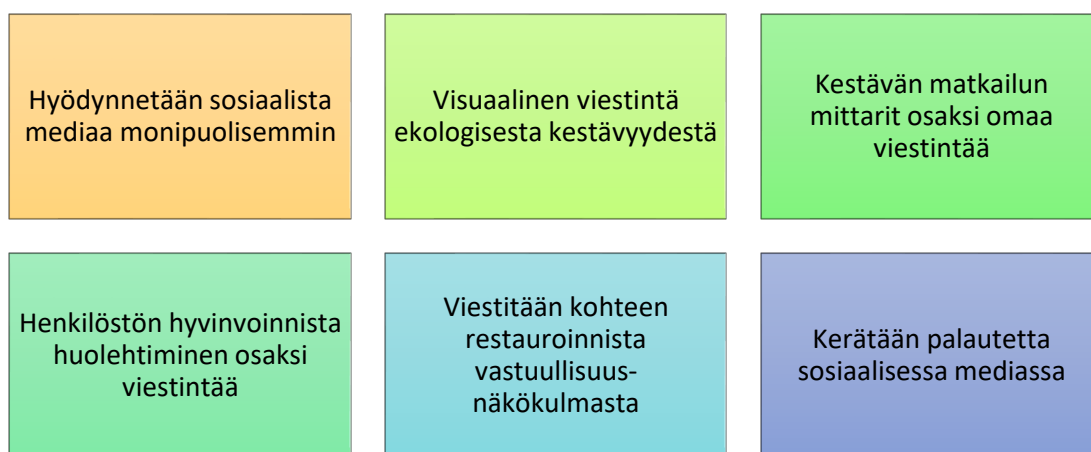 Hyödynnetään sosiaalista
mediaa monipuolisemmin
Visuaalinen viestintä
ekologisesta kestävyydestä
Kestävän matkailun
mittarit osaksi omaa
viestintää
Henkilöstön hyvinvoinnista
huolehtiminen osaksi
viestintää
Viestitään kohteen
restauroinnista
vastuullisuus-
näkökulmasta
Kerätään palautetta
sosiaalisessa mediassa